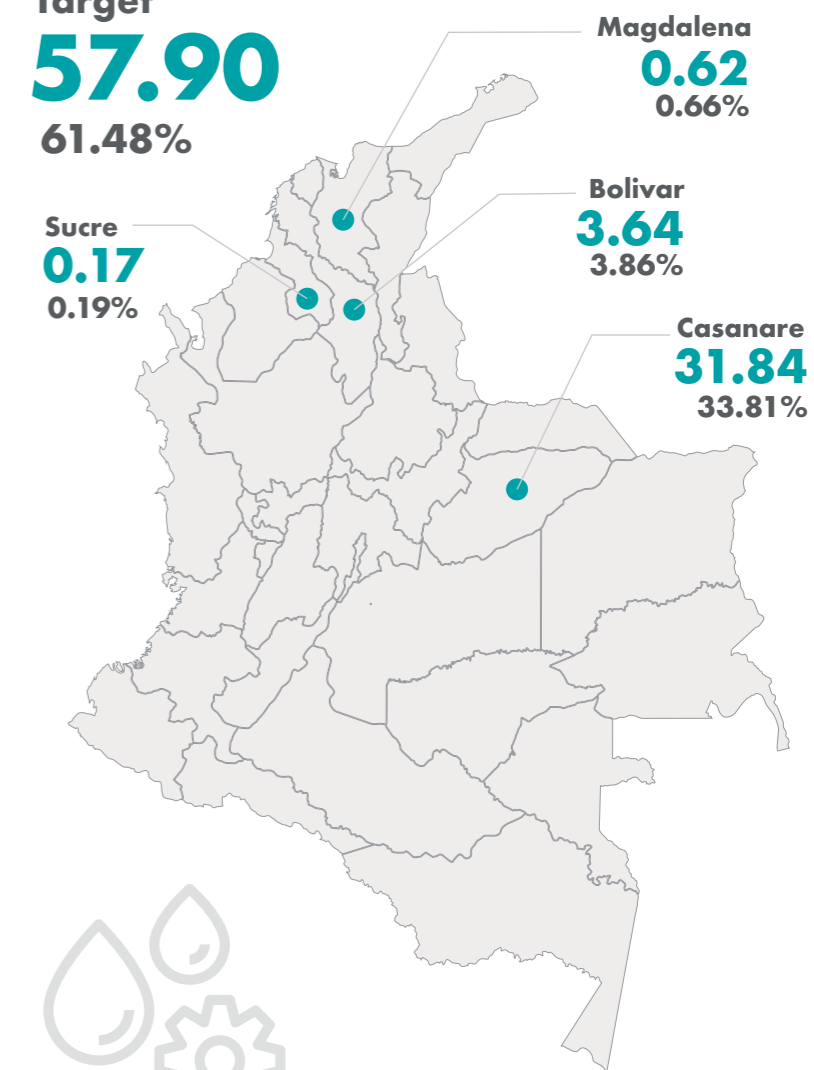 Target
57.90
61.48%
Magdalena
0.62
0.66%
Bolivar
3.64
3.86%
Sucre
0.17
0.19%
Casanare
31.84
33.81%